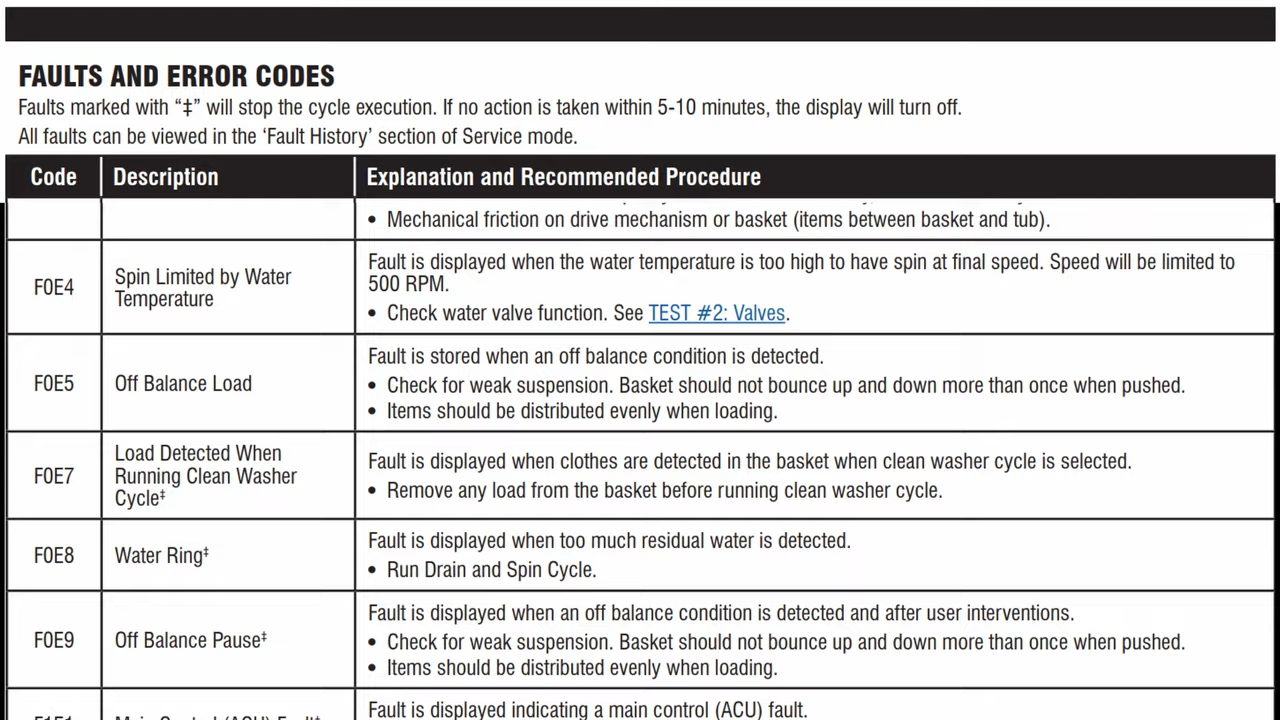 FAULTS AND ERROR CODES
Faults marked with “‡” will stop the cycle execution. If no action is taken within 5-10 minutes, the display will turn off.
All faults can be viewed in the ‘Fault History’ section of Service mode.
Code Description Explanation and Recommended Procedure
• Mechanical friction on drive mechanism or basket (items between basket and tub).
F0E4
Spin Limited by Water
Temperature
Fault is displayed when the water temperature is too high to have spin at final speed. Speed will be limited to
500 RPM.
• Check water valve function. See TEST #2: Valves.
F0E5
Off Balance Load
Fault is stored when an off balance condition is detected.
• Check for weak suspension. Basket should not bounce up and down more than once when pushed.
• Items should be distributed evenly when loading.
F0E7
Load Detected When
Running Clean Washer
Cycle‡
Fault is displayed when clothes are detected in the basket when clean washer cycle is selected.
• Remove any load from the basket before running clean washer cycle.
F0E8
Water Ring‡
Fault is displayed when too much residual water is detected.
• Run Drain and Spin Cycle.
F0E9
Off Balance Pause‡
Fault is displayed when an off balance condition is detected and after user interventions.
• Check for weak suspension. Basket should not bounce up and down more than once when pushed.
• Items should be distributed evenly when loading.
F1E1
Main Control (ACU) Fault‡
Fault is displayed indicating a main control (ACU) fault.